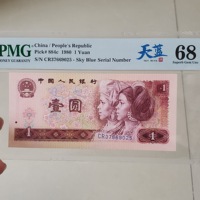 PMG
China / People's Republic
Pick# 884c 1980 1 Yuan
S/N CR37869025 - Sky Blue Serial Number
天蓝
68
中国人民银行
壹圆
1
CR37869025
1